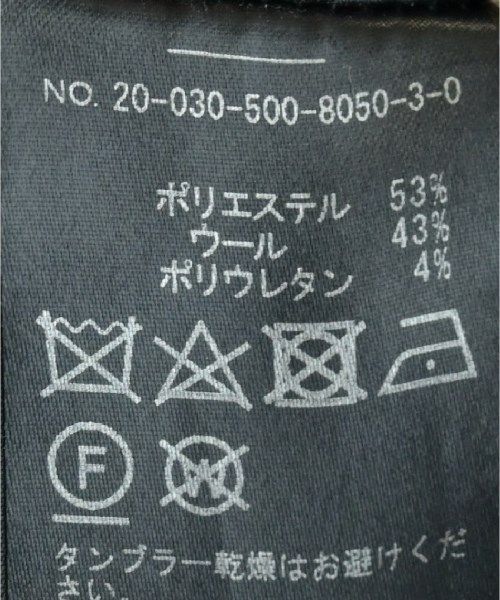 NO. 20-030-500-8050-3-0
ポリエステル 53%
ウール 43%
ポリウレタン 4%
F
W
タンブラー乾燥はお避けくだ
さい。